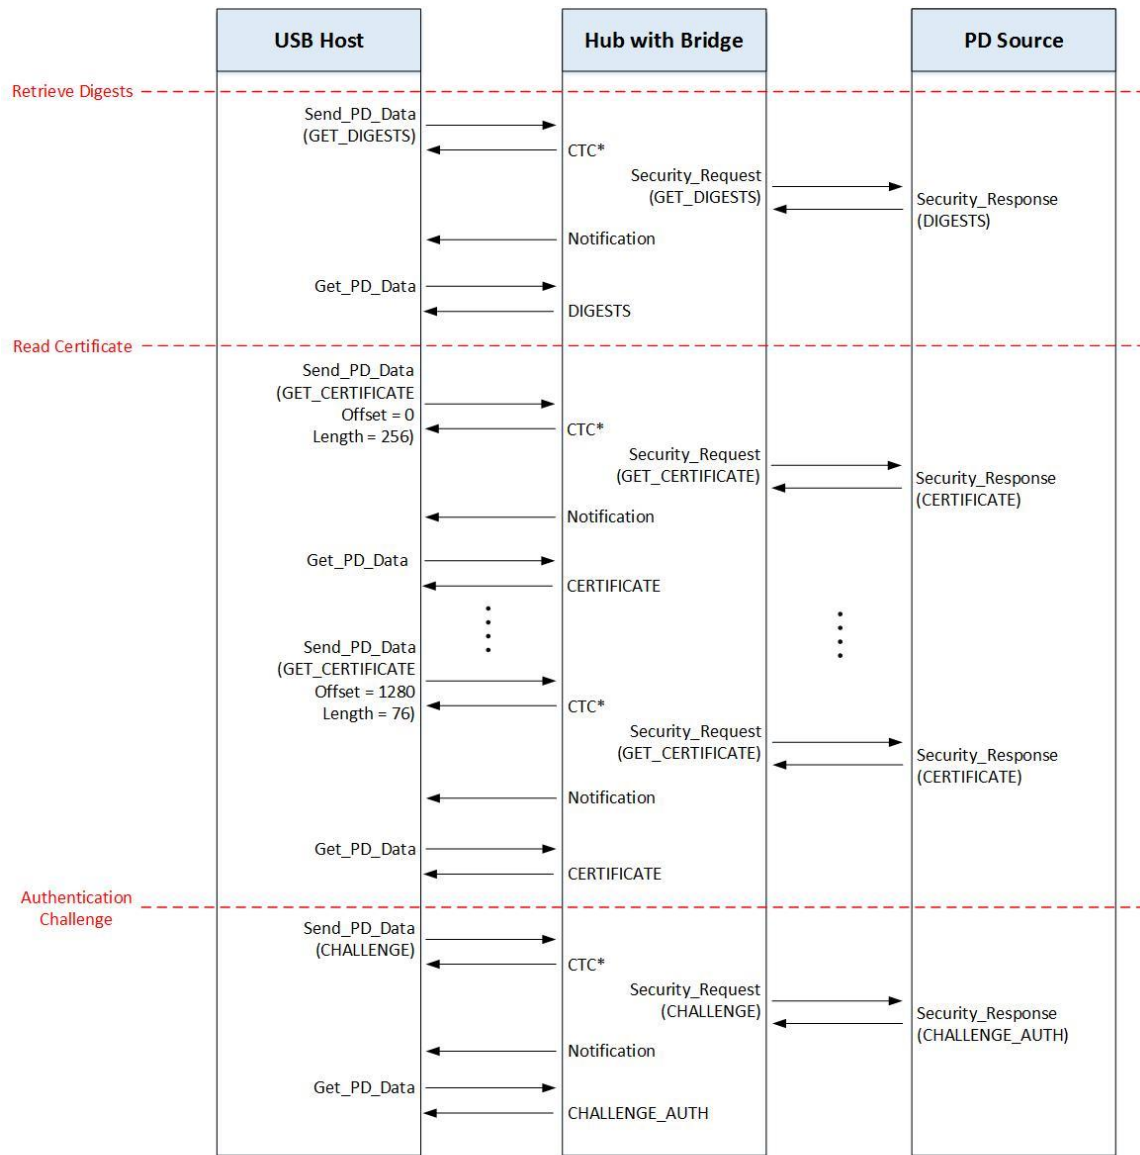 USB Host
Hub with Bridge
PD Source
Retrieve Digests
Send_PD_Data
(GET_DIGESTS)
CTC*
Security_Request
(GET_DIGESTS)
Security_Response
(DIGESTS)
Notification
Get_PD_Data
DIGESTS
Read Certificate
Send_PD_Data
(GET_CERTIFICATE
Offset = 0
Length = 256)
CTC*
Security_Request
(GET_CERTIFICATE)
Security_Response
(CERTIFICATE)
Notification
Get_PD_Data
CERTIFICATE
Send_PD_Data
(GET_CERTIFICATE
Offset = 1280
Length = 76)
CTC*
Security_Request
(GET_CERTIFICATE)
Security_Response
(CERTIFICATE)
Notification
Get_PD_Data
CERTIFICATE
Authentication
Challenge
Send_PD_Data
(CHALLENGE)
CTC*
Security_Request
(CHALLENGE)
Security_Response
(CHALLENGE_AUTH)
Notification
Get_PD_Data
CHALLENGE_AUTH